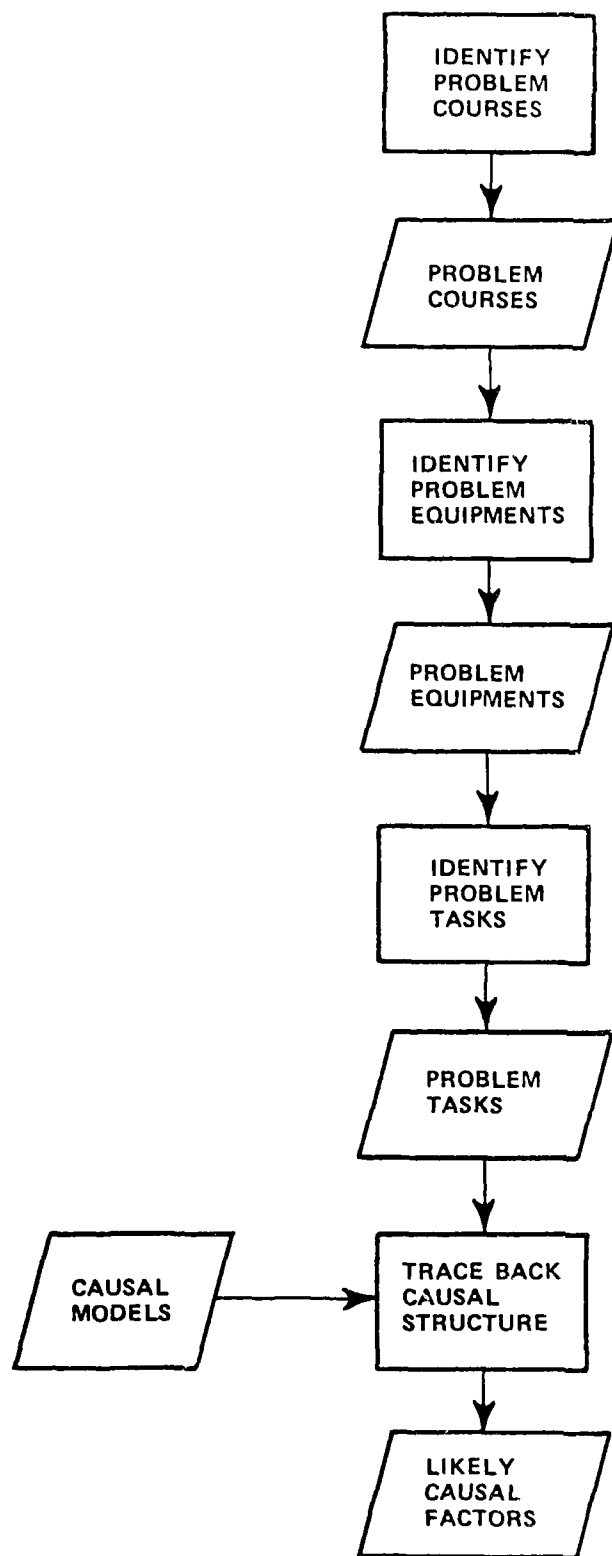 IDENTIFY
PROBLEM
COURSES
PROBLEM
COURSES
IDENTIFY
PROBLEM
EQUIPMENTS
PROBLEM
EQUIPMENTS
IDENTIFY
PROBLEM
TASKS
PROBLEM
TASKS
CAUSAL
MODELS
TRACE BACK
CAUSAL
STRUCTURE
LIKELY
CAUSAL
FACTORS